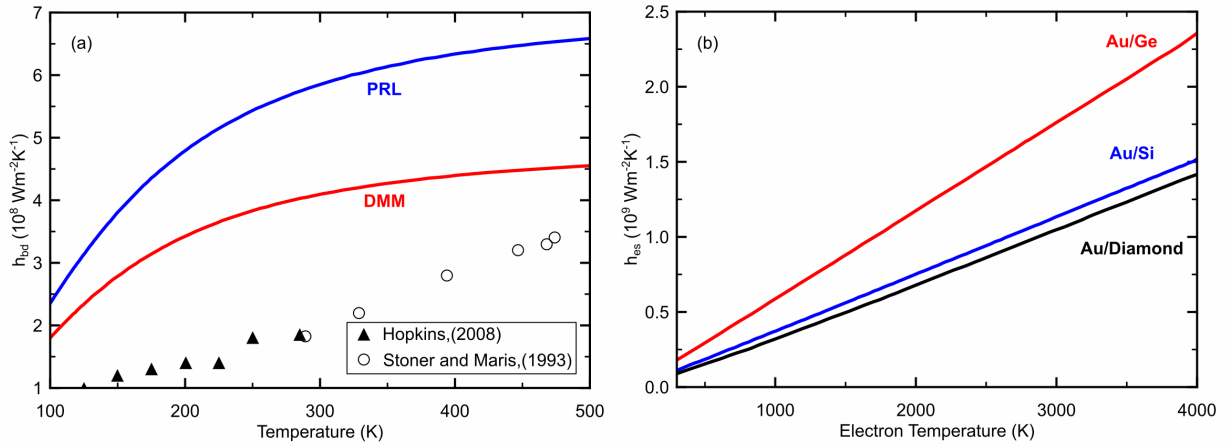 (a)
PRL
DMM
Hopkins,(2008)
Stoner and Maris,(1993)
7
6
5
4
3
2
1
100
200
300
400
500
h_bd (10^8 Wm^-2K^-1)
Temperature (K)
(b)
Au/Ge
Au/Si
Au/Diamond
2.5
2.0
1.5
1.0
0.5
0.0
1000
2000
3000
4000
h_es (10^9 Wm^-2K^-1)
Electron Temperature (K)